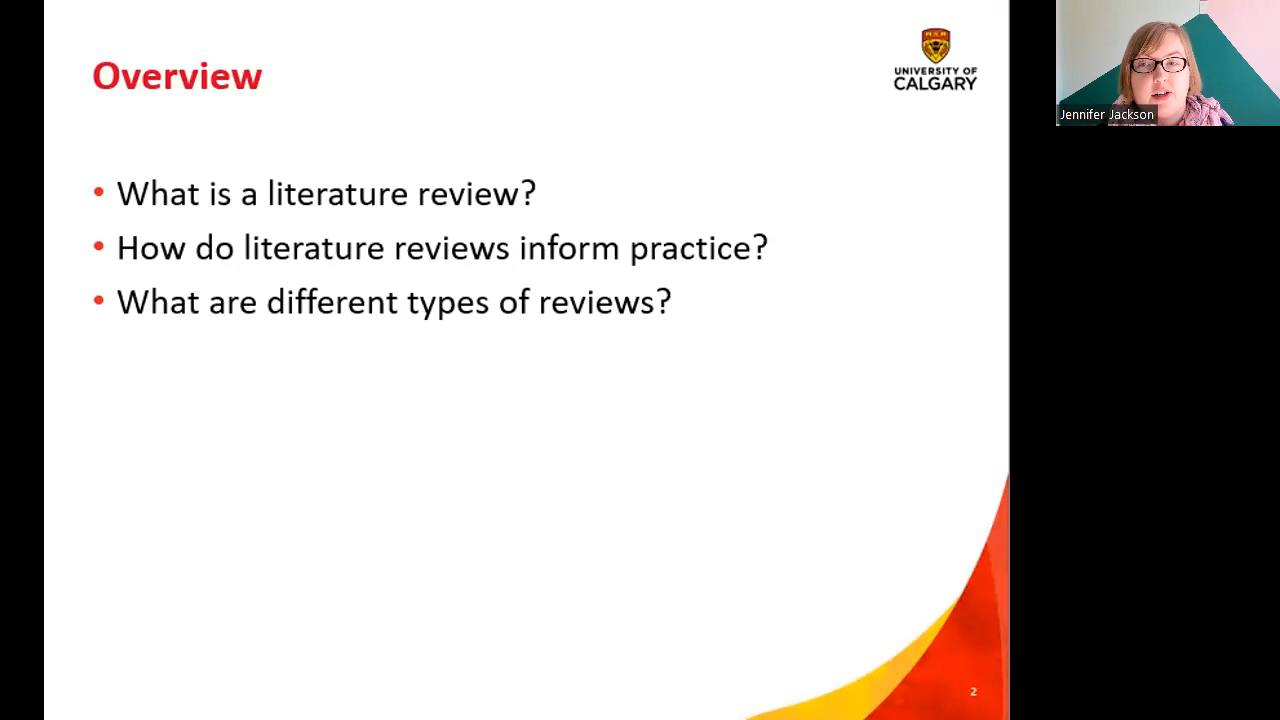 Overview
UNIVERSITY OF
CALGARY
Jennifer Jackson
• What is a literature review?
• How do literature reviews inform practice?
• What are different types of reviews?
2